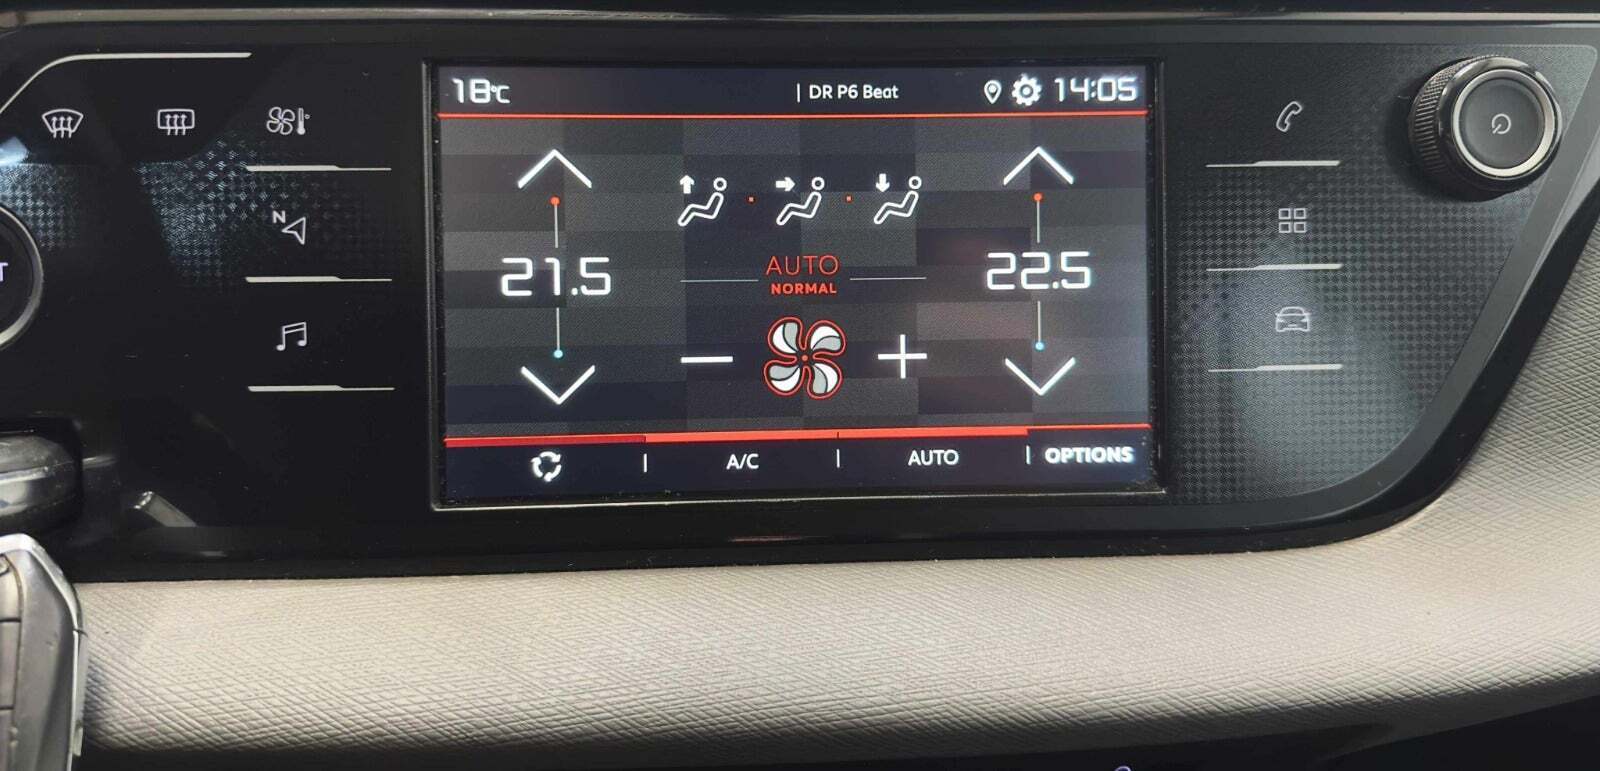 18°C
| DR P6 Beat
14:05
N
T
21.5
AUTO
NORMAL
22.5
A/C
AUTO
OPTIONS